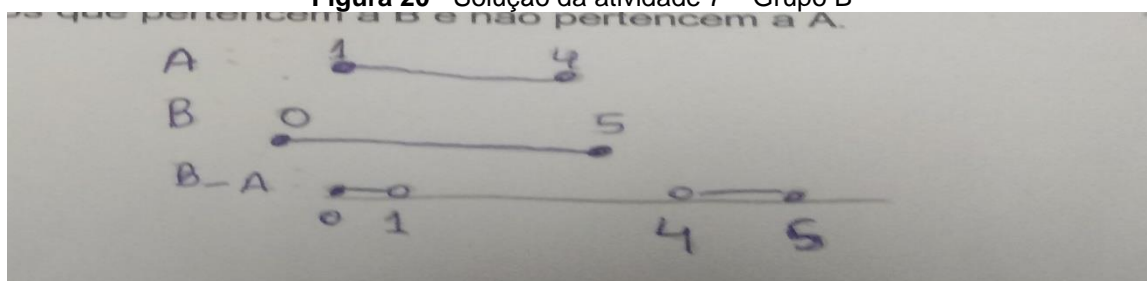 Figura 20 - Solução da atividade 7 – Grupo B
os que pertencem a B e não pertencem a A.
A 1 4
B 0 5
B-A
0 1 4 5